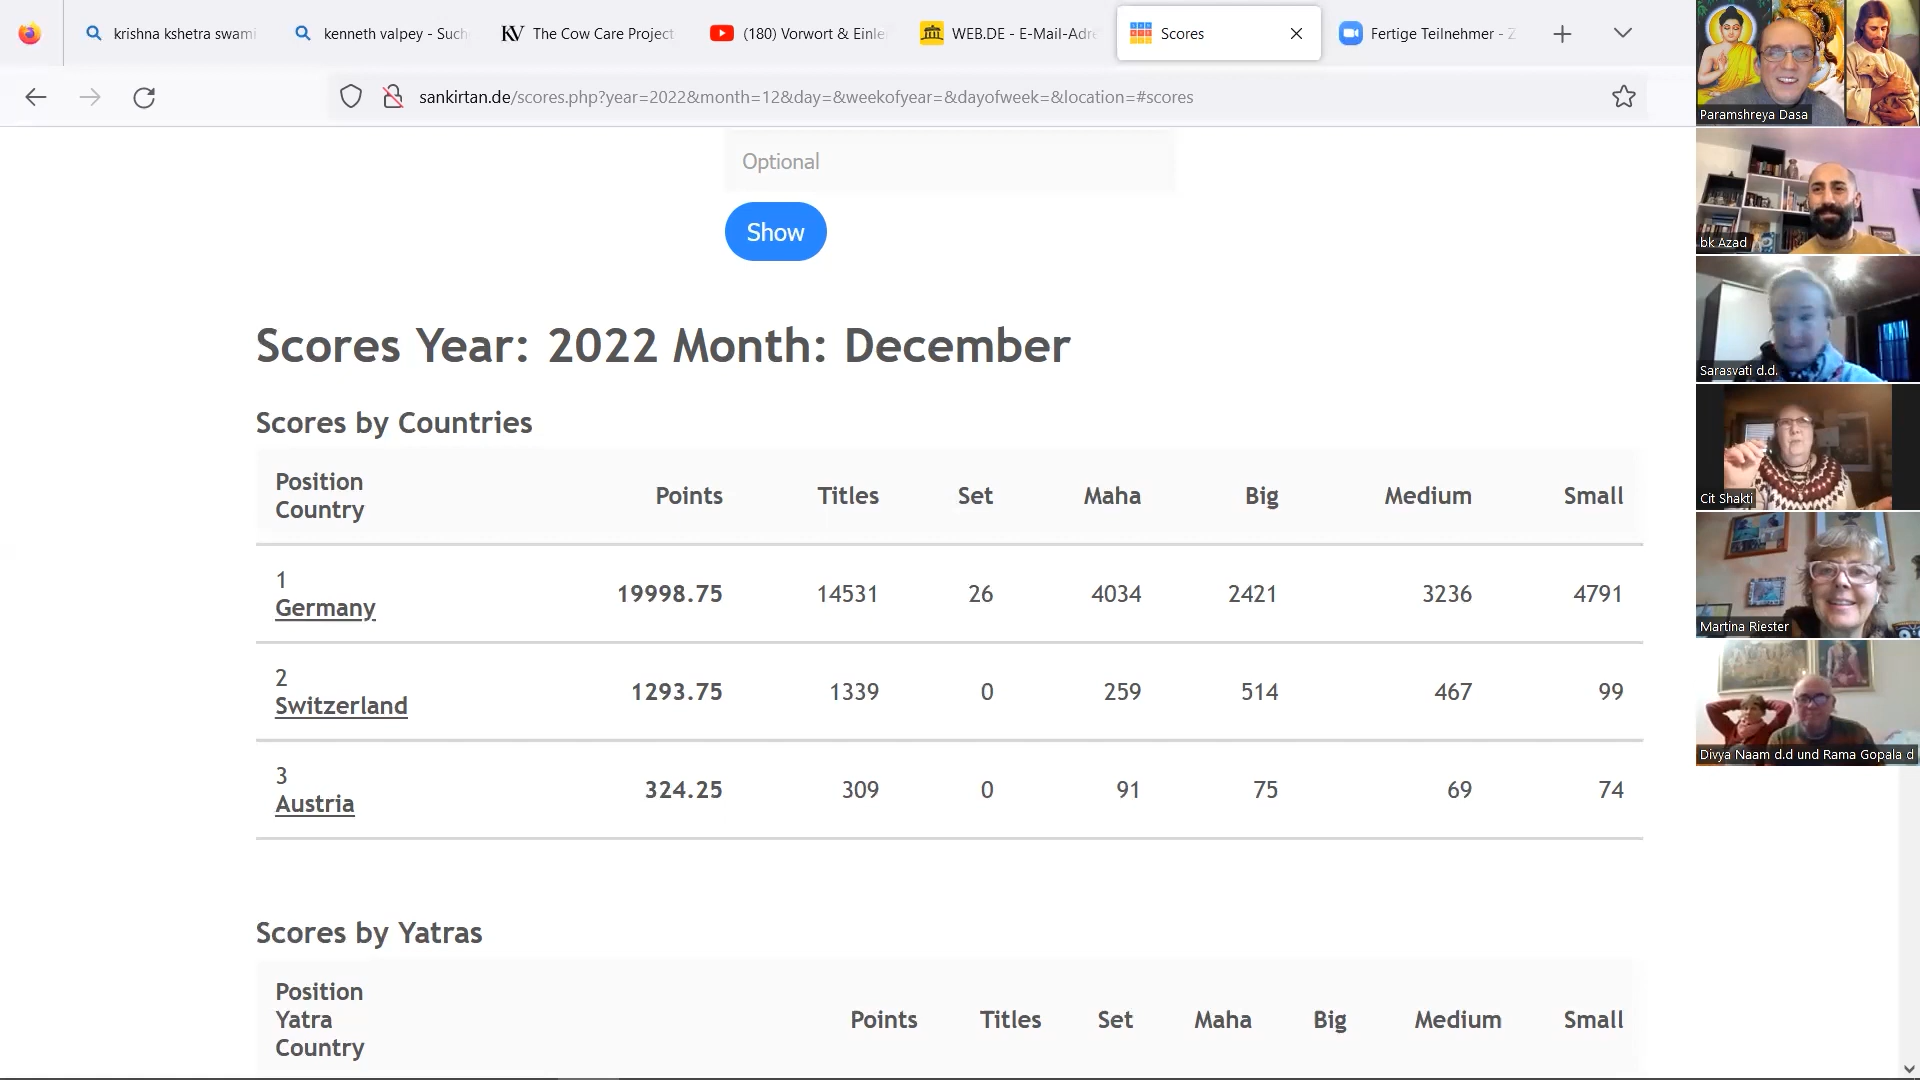 krishna kshetra swami
kenneth valpey - Such
KV The Cow Care Project
(180) Vorwort & Einle
WEB.DE - E-Mail-Adre
Scores
Fertige Teilnehmer - Z
sankirtan.de/scores.php?year=2022&month=12&day=&weekofyear=&dayofweek=&location=#scores
Optional
Show
Scores Year: 2022 Month: December
Scores by Countries
Position Country Points Titles Set Maha Big Medium Small
1 Germany 19998.75 14531 26 4034 2421 3236 4791
2 Switzerland 1293.75 1339 0 259 514 467 99
3 Austria 324.25 309 0 91 75 69 74
Scores by Yatras
Position Yatra Country Points Titles Set Maha Big Medium Small
Paramshreya Dasa
bk Azad
Sarasvati d.d.
Cit Shakti
Martina Riester
Divya Naam d.d und Rama Gopala d